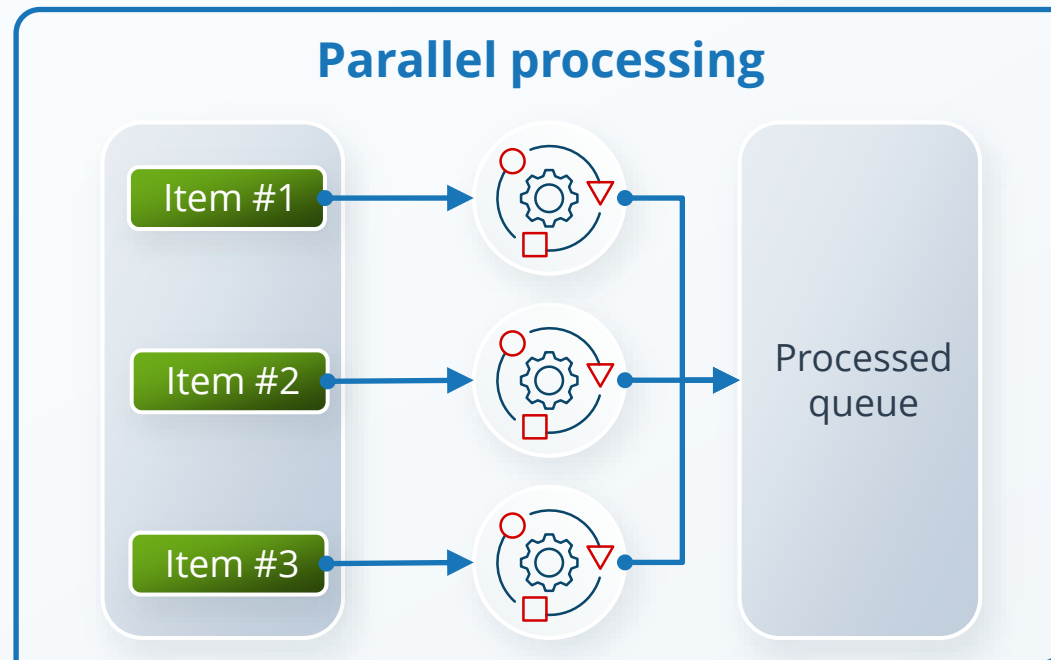 Parallel processing
Item #1
Item #2
Item #3
Processed
queue